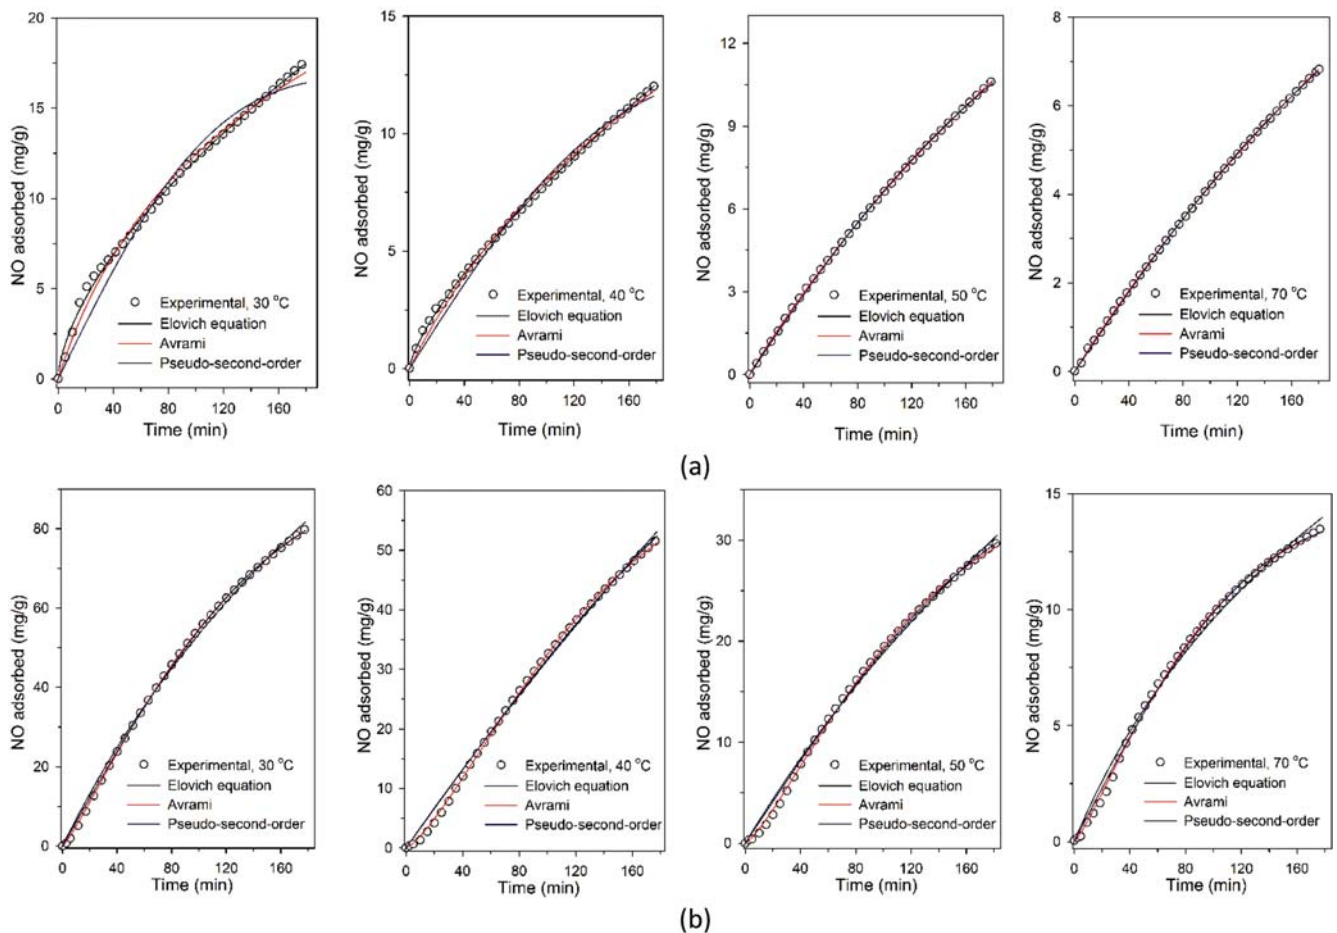 20
15
10
5
0
0 40 80 120 160
NO adsorbed (mg/g)
Time (min)
Experimental, 30 °C
Elovich equation
Avrami
Pseudo-second-order
15
10
5
0
0 40 80 120 160
NO adsorbed (mg/g)
Time (min)
Experimental, 40 °C
Elovich equation
Avrami
Pseudo-second-order
12
9
6
3
0
0 40 80 120 160
NO adsorbed (mg/g)
Time (min)
Experimental, 50 °C
Elovich equation
Avrami
Pseudo-second-order
8
6
4
2
0
0 40 80 120 160
NO adsorbed (mg/g)
Time (min)
Experimental, 70 °C
Elovich equation
Avrami
Pseudo-second-order
(a)
80
60
40
20
0
0 40 80 120 160
NO adsorbed (mg/g)
Time (min)
Experimental, 30 °C
Elovich equation
Avrami
Pseudo-second-order
60
50
40
30
20
10
0
0 40 80 120 160
NO adsorbed (mg/g)
Time (min)
Experimental, 40 °C
Elovich equation
Avrami
Pseudo-second-order
30
20
10
0
0 40 80 120 160
NO adsorbed (mg/g)
Time (min)
Experimental, 50 °C
Elovich equation
Avrami
Pseudo-second-order
15
10
5
0
0 40 80 120 160
NO adsorbed (mg/g)
Time (min)
Experimental, 70 °C
Elovich equation
Avrami
Pseudo-second-order
(b)